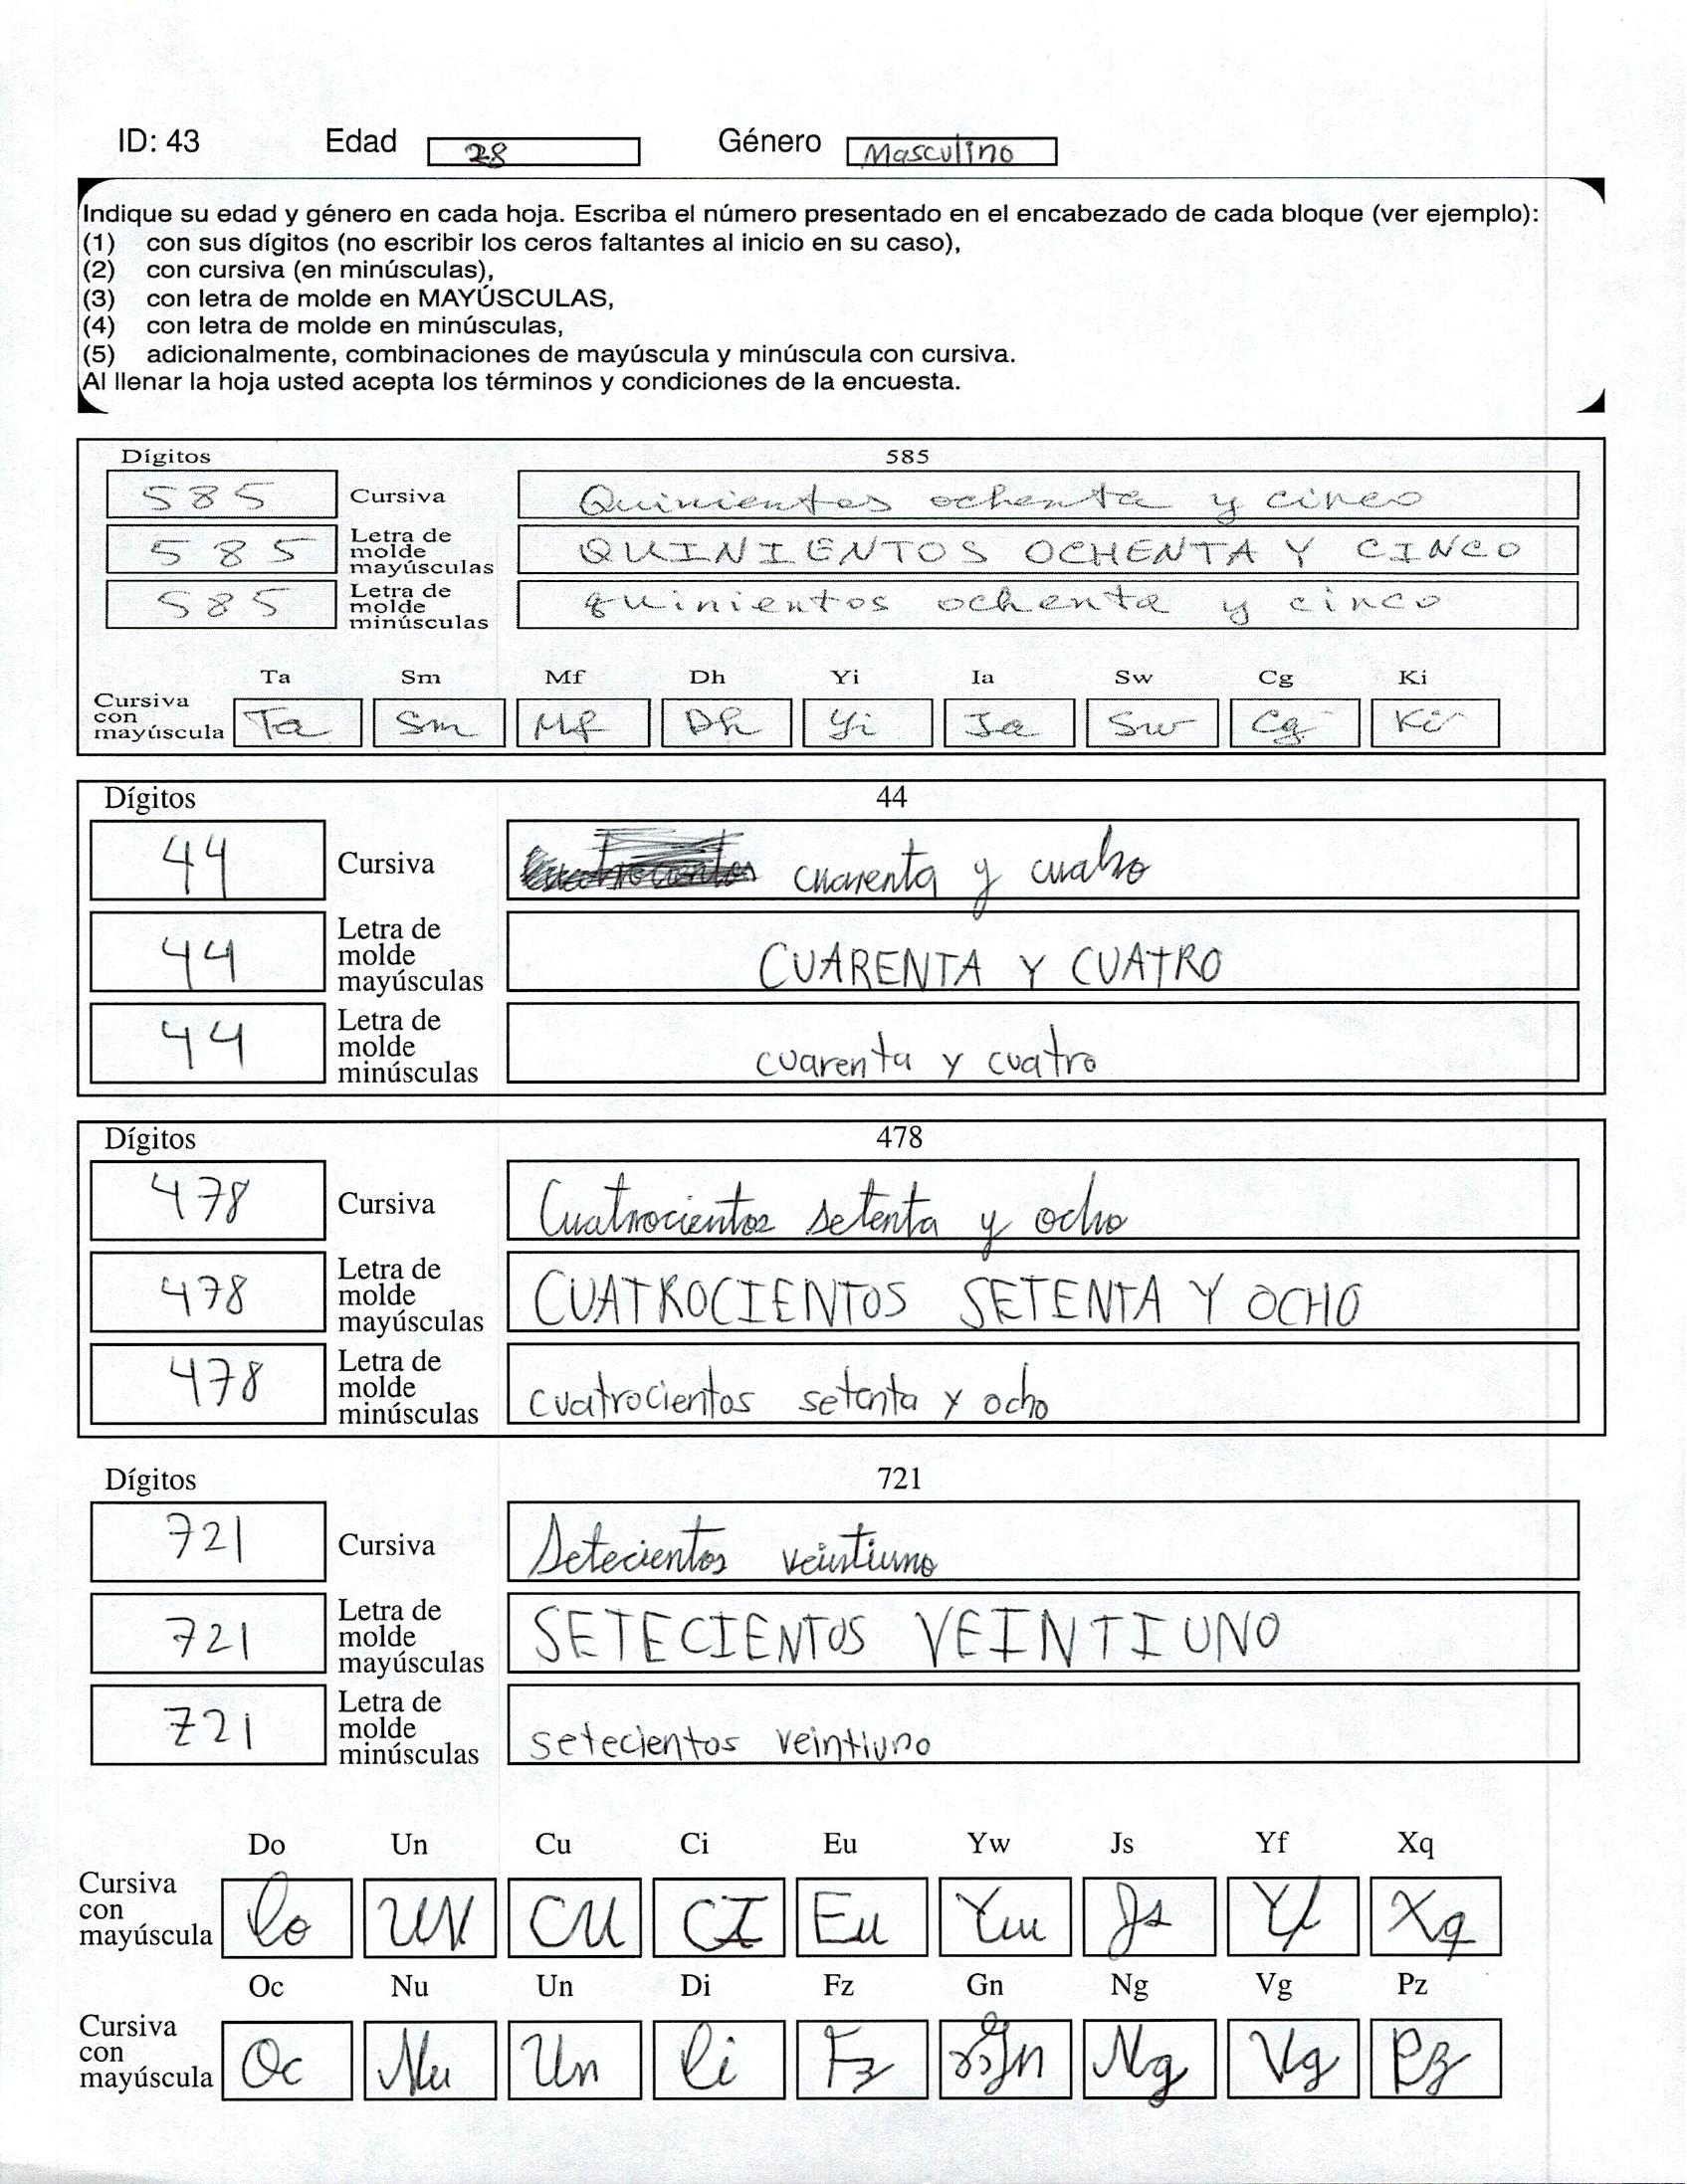 ID: 43 Edad 28 Género Masculino
Indique su edad y género en cada hoja. Escriba el número presentado en el encabezado de cada bloque (ver ejemplo):
(1) con sus dígitos (no escribir los ceros faltantes al inicio en su caso),
(2) con cursiva (en minúsculas),
(3) con letra de molde en MAYÚSCULAS,
(4) con letra de molde en minúsculas,
(5) adicionalmente, combinaciones de mayúscula y minúscula con cursiva.
Al llenar la hoja usted acepta los términos y condiciones de la encuesta.
Dígitos 585
585 Cursiva Quinientos ochenta y cinco
585 Letra de molde mayúsculas QUINIENTOS OCHENTA Y CINCO
585 Letra de molde minúsculas quinientos ochenta y cinco
Ta Sm Mf Dh Yi Ia Sw Cg Ki
Cursiva con mayúscula Ta Sm Mf Dh Yi Ia Sw Cg Ki
Dígitos 44
44 Cursiva cuarenta y cuatro
44 Letra de molde mayúsculas CUARENTA Y CUATRO
44 Letra de molde minúsculas cuarenta y cuatro
Dígitos 478
478 Cursiva Cuatrocientos setenta y ocho
478 Letra de molde mayúsculas CUATROCIENTOS SETENTA Y OCHO
478 Letra de molde minúsculas cuatrocientos setenta y ocho
Dígitos 721
721 Cursiva Setecientos veintiuno
721 Letra de molde mayúsculas SETECIENTOS VEINTIUNO
721 Letra de molde minúsculas setecientos veintiuno
Do Un Cu Ci Eu Yw Js Yf Xq
Cursiva con mayúscula Do UN CU CI Eu Yw Js Yf Xq
Oc Nu Un Di Fz Gn Ng Vg Pz
Cursiva con mayúscula Oc Nu Un Di Fz Gn Ng Vg Pz